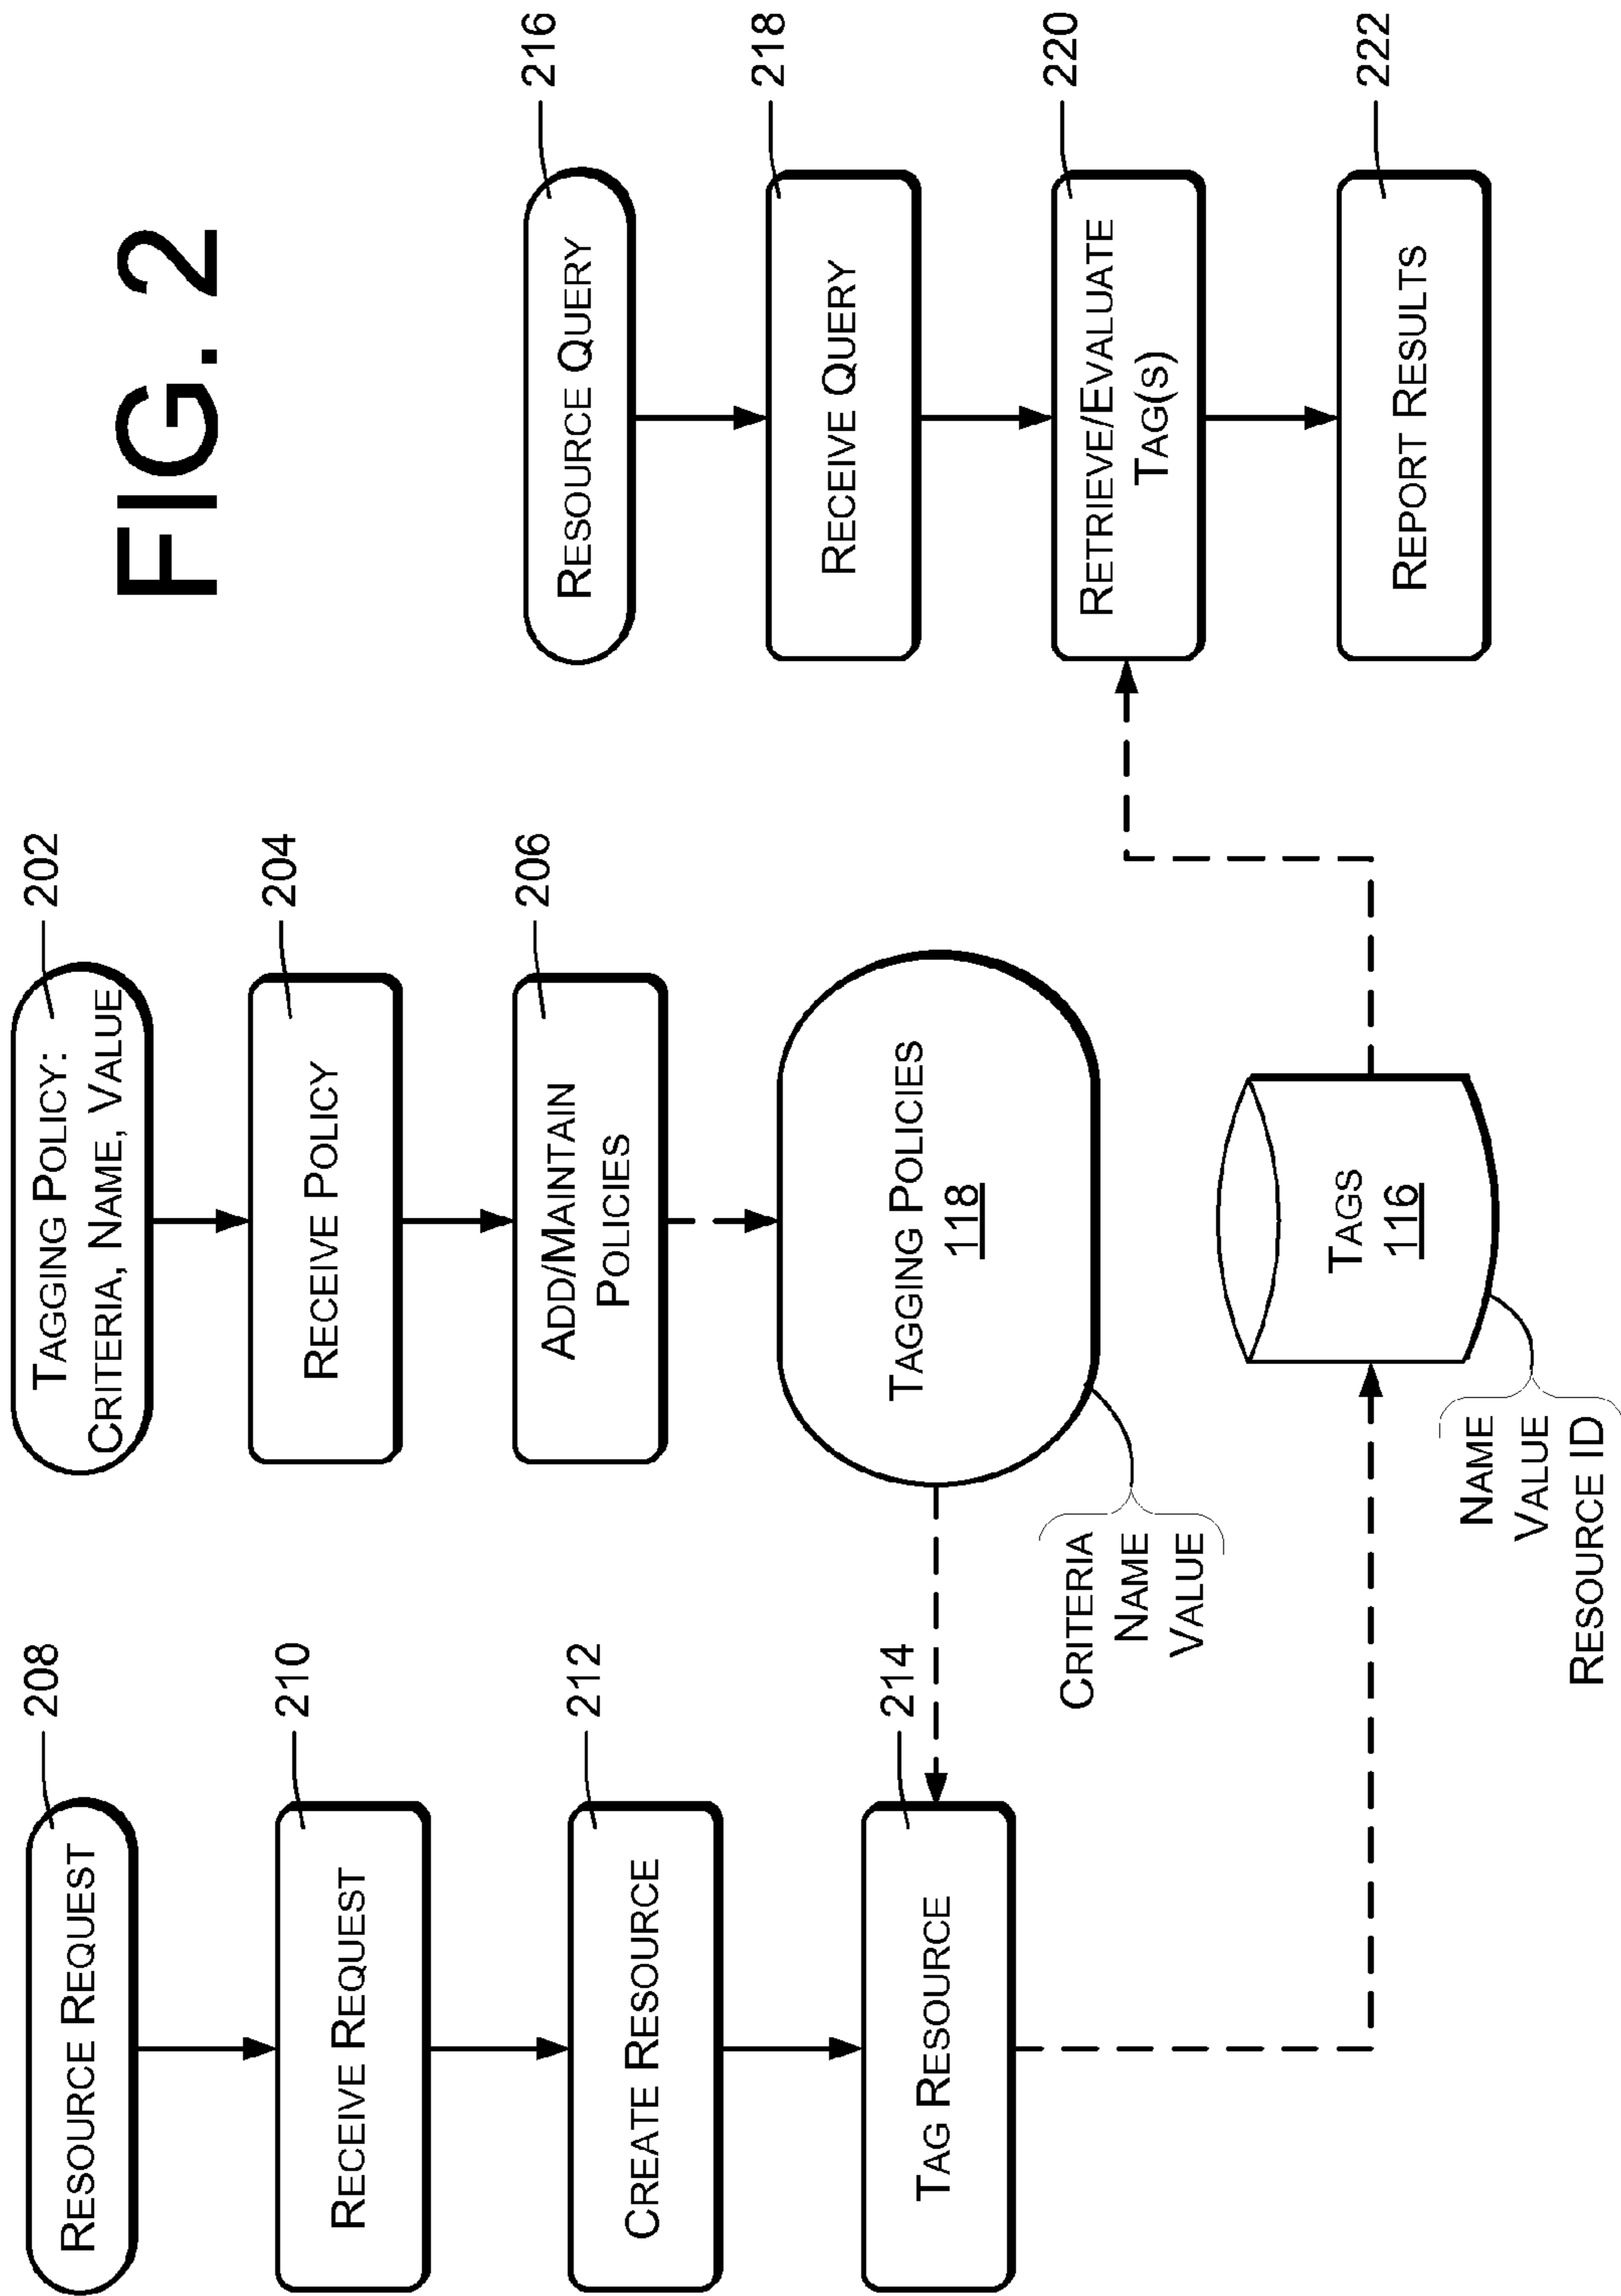 FIG. 2
208
RESOURCE REQUEST
210
RECEIVE REQUEST
212
CREATE RESOURCE
214
TAG RESOURCE
202
TAGGING POLICY:
CRITERIA, NAME, VALUE
204
RECEIVE POLICY
206
ADD/MAINTAIN
POLICIES
TAGGING POLICIES
118
CRITERIA
NAME
VALUE
TAGS
116
NAME
VALUE
RESOURCE ID
216
RESOURCE QUERY
218
RECEIVE QUERY
220
RETRIEVE/EVALUATE
TAG(S)
222
REPORT RESULTS